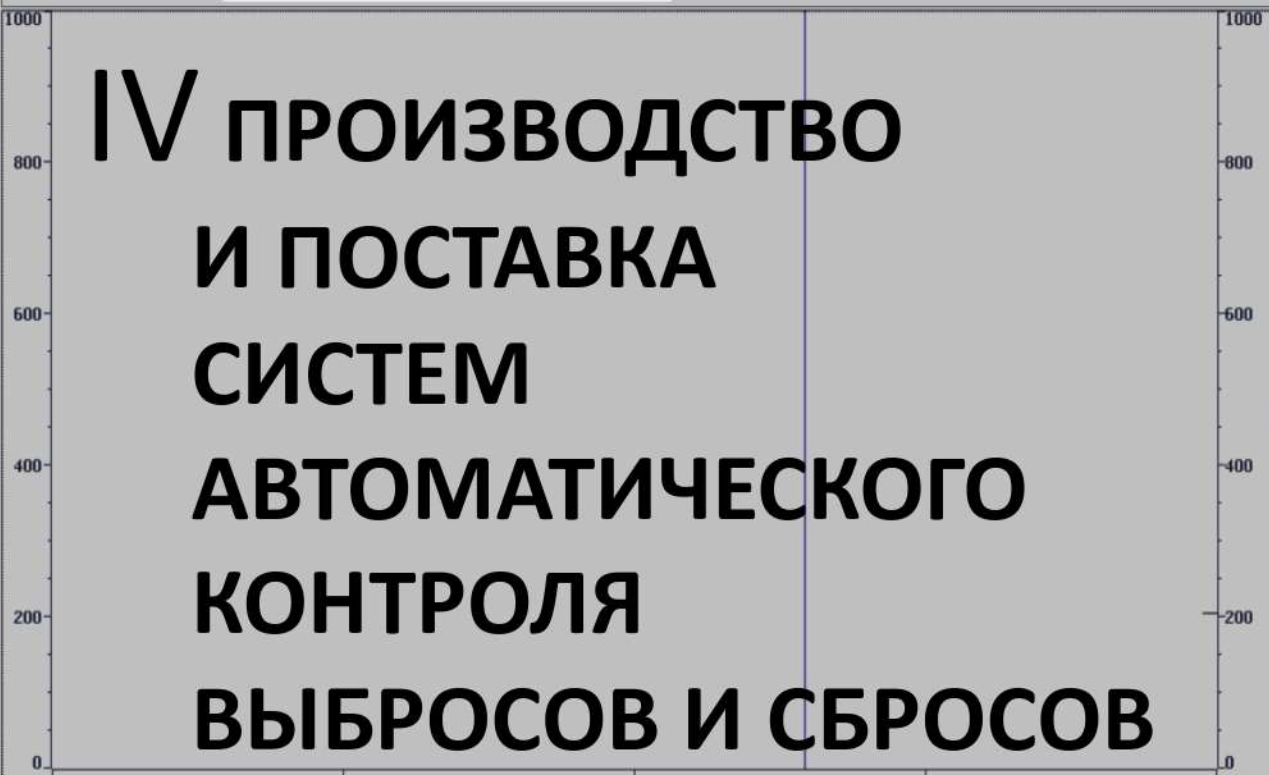 1000 1000
IV ПРОИЗВОДСТВО
800 800
И ПОСТАВКА
600 600
СИСТЕМ
400 400
АВТОМАТИЧЕСКОГО
КОНТРОЛЯ
200 200
ВЫБРОСОВ И СБРОСОВ
0 0